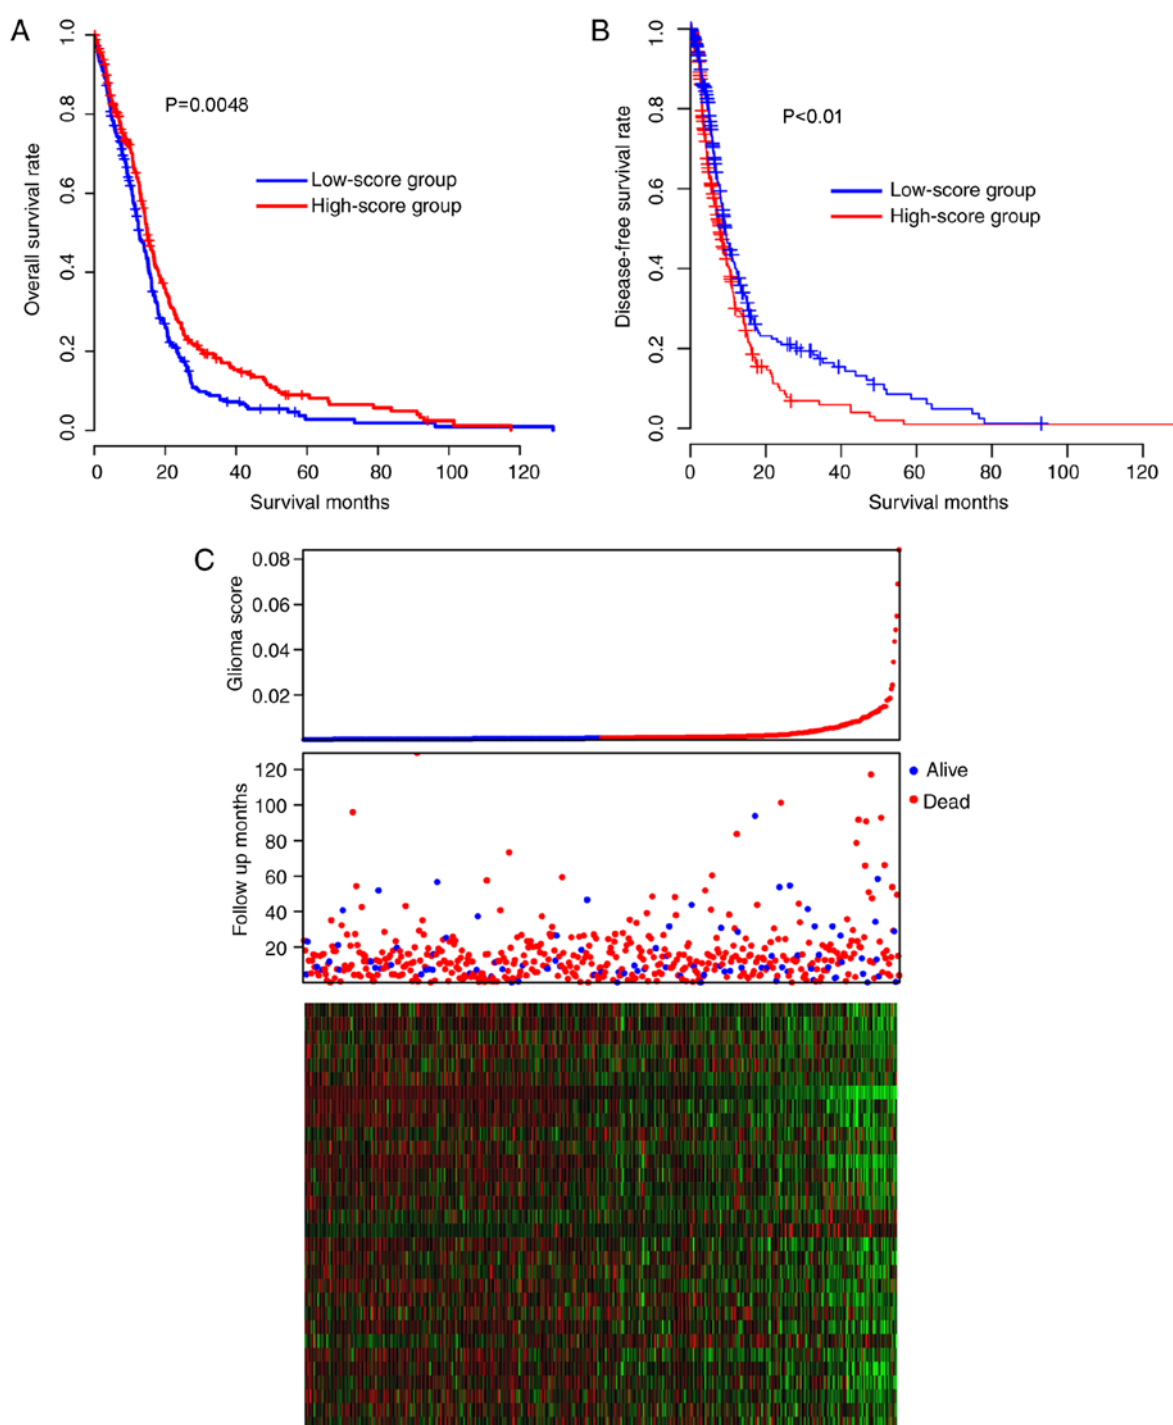 A
Overall survival rate
1.0
0.8
0.6
0.4
0.2
0.0
P=0.0048
Low-score group
High-score group
0 20 40 60 80 100 120
Survival months
B
Disease-free survival rate
1.0
0.8
0.6
0.4
0.2
0.0
P<0.01
Low-score group
High-score group
0 20 40 60 80 100 120
Survival months
C
Glioma score
0.08
0.06
0.04
0.02
Follow up months
120
100
80
60
40
20
Alive
Dead